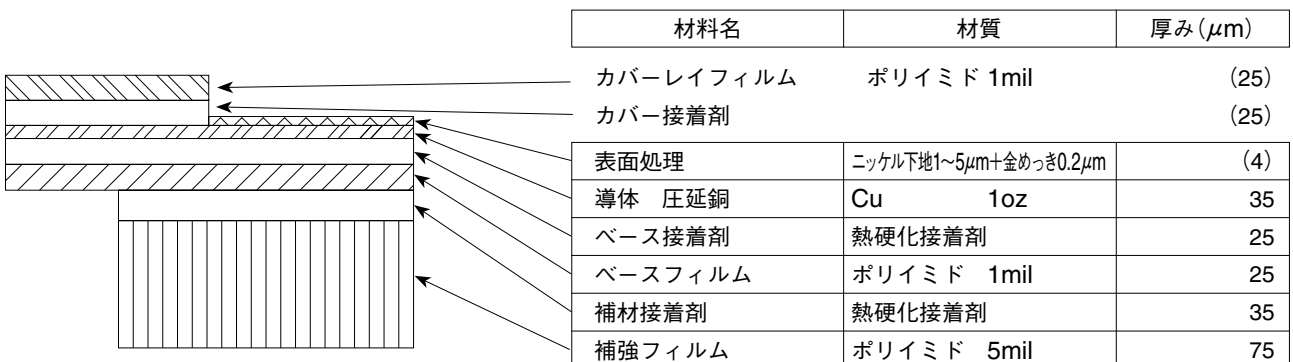 材料名 材質 厚み(μm)
カバーレイフィルム ポリイミド 1mil (25)
カバー接着剤 (25)
表面処理 ニッケル下地1~5μm+金めっき0.2μm (4)
導体 圧延銅 Cu 1oz 35
ベース接着剤 熱硬化接着剤 25
ベースフィルム ポリイミド 1mil 25
補材接着剤 熱硬化接着剤 35
補強フィルム ポリイミド 5mil 75